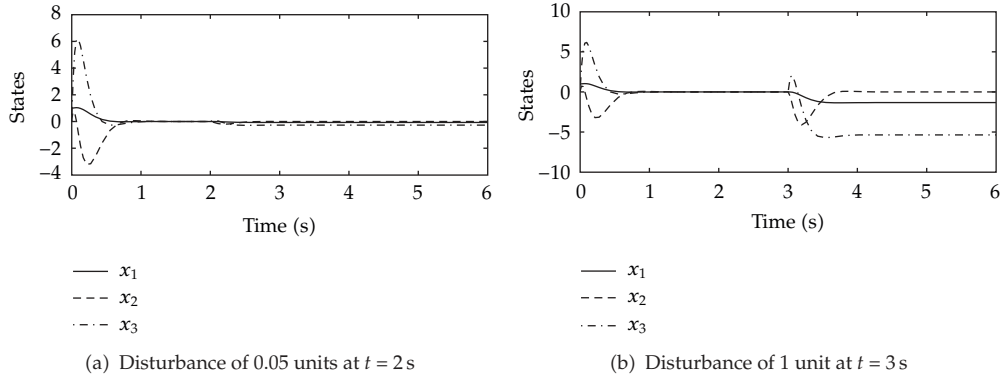 8
6
4
2
0
−2
−4
States
0 1 2 3 4 5 6
Time (s)
x1
x2
x3
(a) Disturbance of 0.05 units at t = 2 s
10
5
0
−5
−10
States
0 1 2 3 4 5 6
Time (s)
x1
x2
x3
(b) Disturbance of 1 unit at t = 3 s